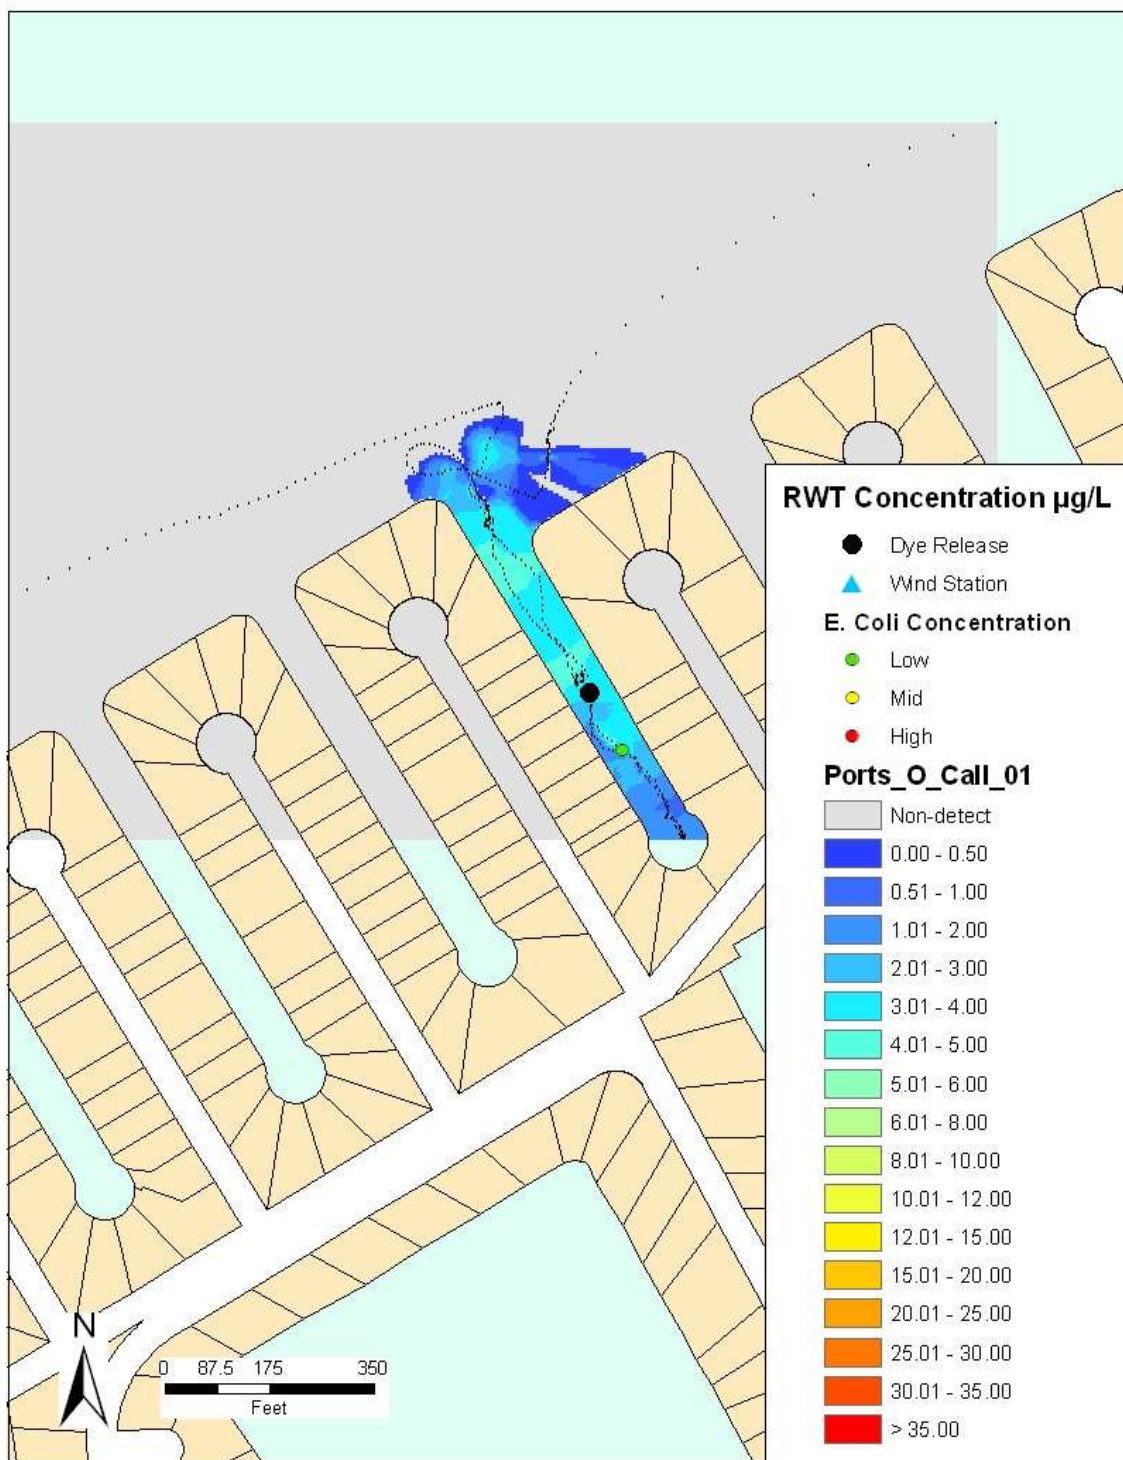 RWT Concentration µg/L
Dye Release
Wind Station
E. Coli Concentration
Low
Mid
High
Ports_O_Call_01
Non-detect
0.00 - 0.50
0.51 - 1.00
1.01 - 2.00
2.01 - 3.00
3.01 - 4.00
4.01 - 5.00
5.01 - 6.00
6.01 - 8.00
8.01 - 10.00
10.01 - 12.00
12.01 - 15.00
15.01 - 20.00
20.01 - 25.00
25.01 - 30.00
30.01 - 35.00
> 35.00
N
0 87.5 175 350
Feet